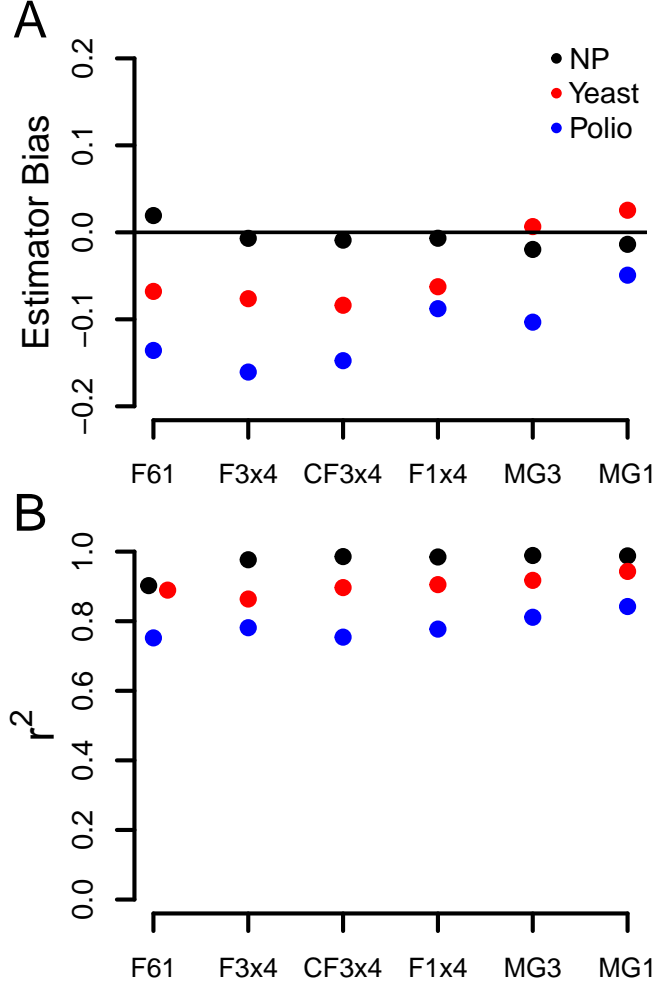 A
Estimator Bias
0.2
0.1
0.0
−0.1
−0.2
NP
Yeast
Polio
F61 F3x4 CF3x4 F1x4 MG3 MG1
B
r2
1.0
0.8
0.6
0.4
0.2
0.0
F61 F3x4 CF3x4 F1x4 MG3 MG1